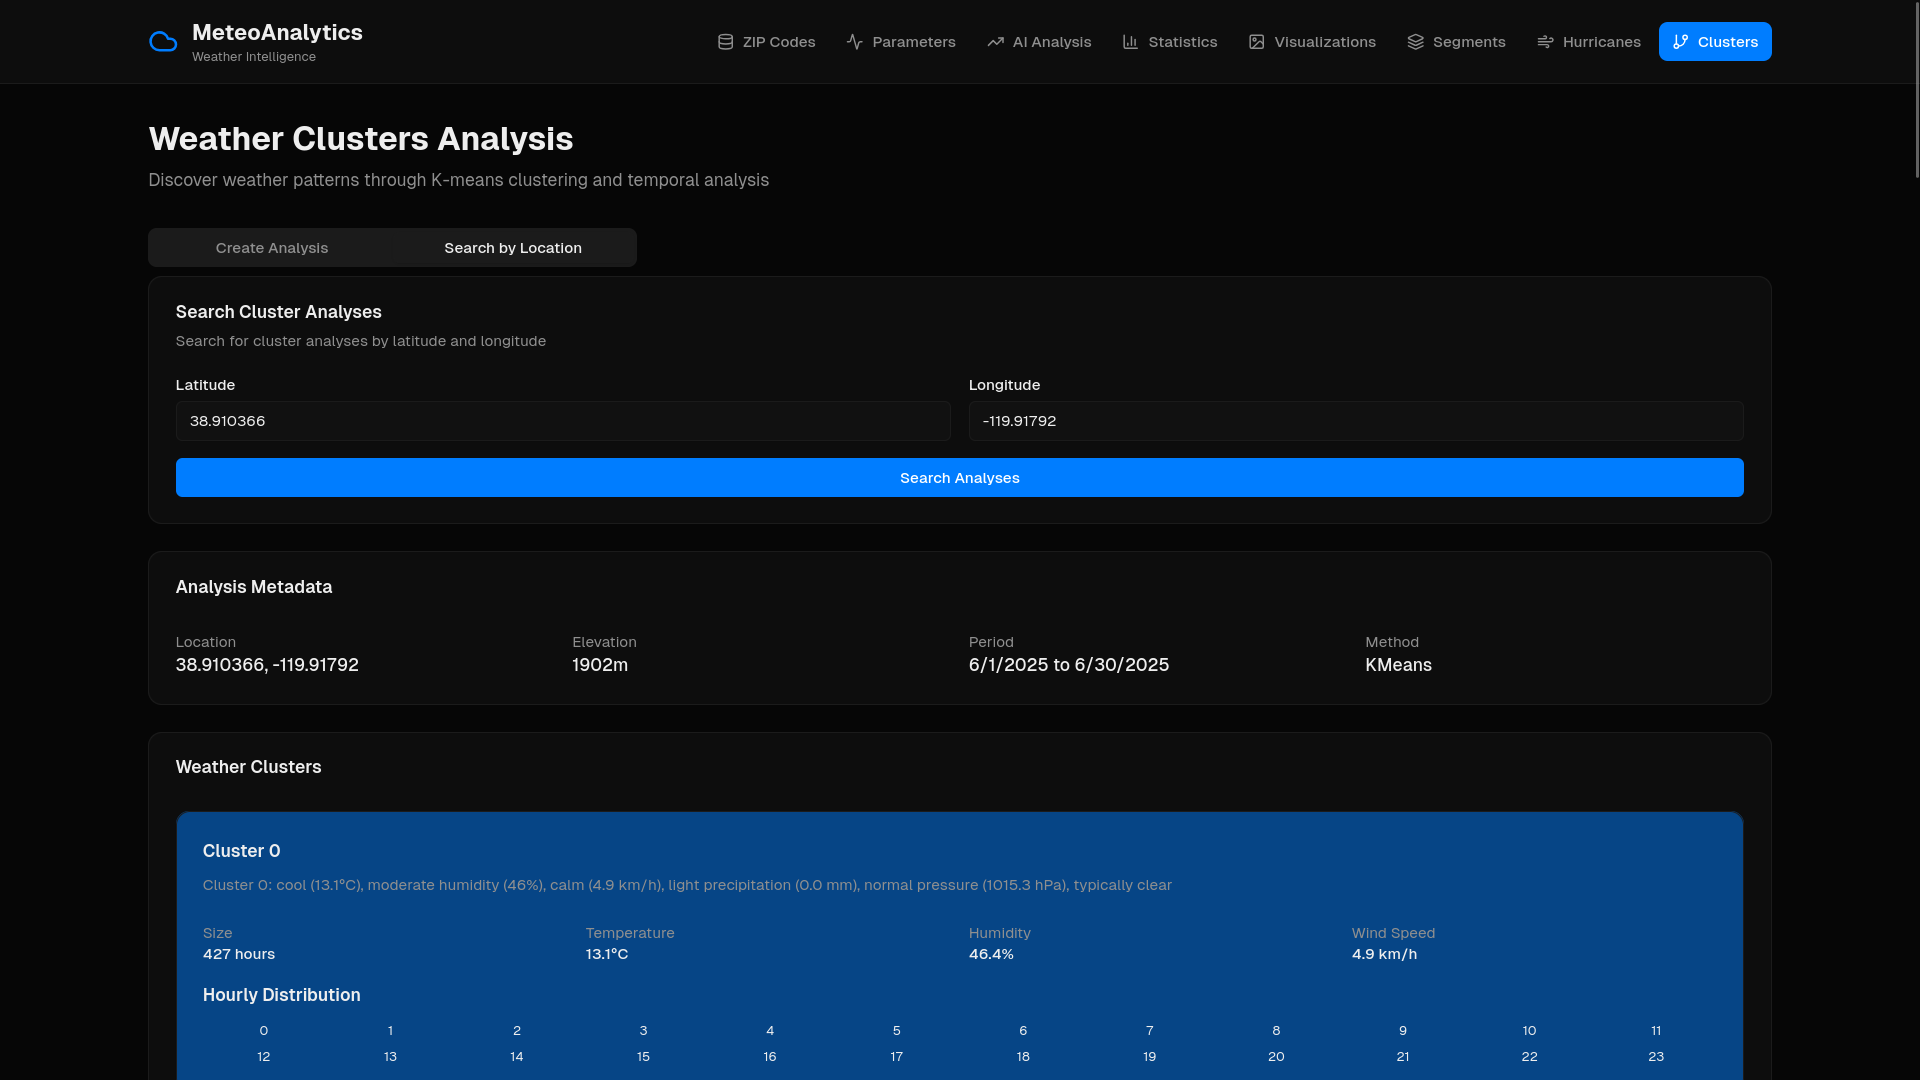 MeteoAnalytics
Weather Intelligence
ZIP Codes
Parameters
AI Analysis
Statistics
Visualizations
Segments
Hurricanes
Clusters
Weather Clusters Analysis
Discover weather patterns through K-means clustering and temporal analysis
Create Analysis
Search by Location
Search Cluster Analyses
Search for cluster analyses by latitude and longitude
Latitude
Longitude
38.910366
-119.91792
Search Analyses
Analysis Metadata
Location
Elevation
Period
Method
38.910366, -119.91792
1902m
6/1/2025 to 6/30/2025
KMeans
Weather Clusters
Cluster 0
Cluster 0: cool (13.1°C), moderate humidity (46%), calm (4.9 km/h), light precipitation (0.0 mm), normal pressure (1015.3 hPa), typically clear
Size
Temperature
Humidity
Wind Speed
427 hours
13.1°C
46.4%
4.9 km/h
Hourly Distribution
0 1 2 3 4 5 6 7 8 9 10 11
12 13 14 15 16 17 18 19 20 21 22 23